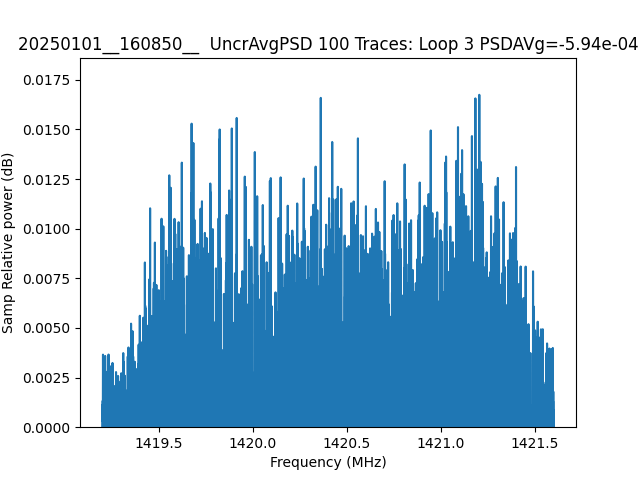 20250101__160850__ UncrAvgPSD 100 Traces: Loop 3 PSDAVg=-5.94e-04
Samp Relative power (dB)
0.0175
0.0150
0.0125
0.0100
0.0075
0.0050
0.0025
0.0000
1419.5 1420.0 1420.5 1421.0 1421.5
Frequency (MHz)